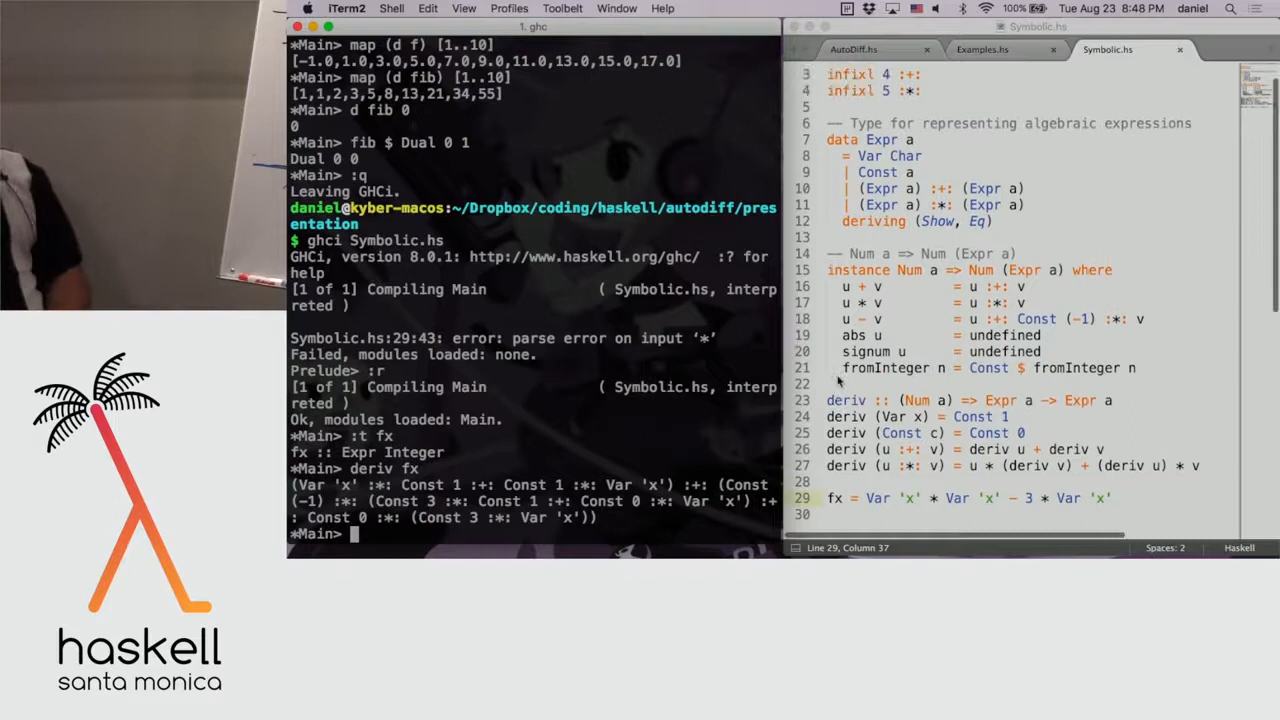 iTerm2 Shell Edit View Profiles Toolbelt Window Help 100% Tue Aug 23 8:48 PM daniel
1. ghc
*Main> map (d f) [1..10]
[-1.0,1.0,3.0,5.0,7.0,9.0,11.0,13.0,15.0,17.0]
*Main> map (d fib) [1..10]
[1,1,2,3,5,8,13,21,34,55]
*Main> d fib 0
0
*Main> fib $ Dual 0 1
Dual 0 0
*Main> :q
Leaving GHCi.
daniel@kyber-macos:~/Dropbox/coding/haskell/autodiff/pres
entation
$ ghci Symbolic.hs
GHCi, version 8.0.1: http://www.haskell.org/ghc/  :? for
help
[1 of 1] Compiling Main             ( Symbolic.hs, interp
reted )
Symbolic.hs:29:43: error: parse error on input ‘*’
Failed, modules loaded: none.
Prelude> :r
[1 of 1] Compiling Main             ( Symbolic.hs, interp
reted )
Ok, modules loaded: Main.
*Main> :t fx
fx :: Expr Integer
*Main> deriv fx
(Var 'x' :*: Const 1 :+: Const 1 :*: Var 'x') :+: (Const
(-1) :*: (Const 3 :*: Const 1 :+: Const 0 :*: Var 'x') :+
: Const 0 :*: (Const 3 :*: Var 'x'))
*Main>
Symbolic.hs
AutoDiff.hs Examples.hs Symbolic.hs
3 infixl 4 :+:
4 infixl 5 :*:
5
6 -- Type for representing algebraic expressions
7 data Expr a
8   = Var Char
9   | Const a
10   | (Expr a) :+: (Expr a)
11   | (Expr a) :*: (Expr a)
12   deriving (Show, Eq)
13
14 -- Num a => Num (Expr a)
15 instance Num a => Num (Expr a) where
16   u + v         = u :+: v
17   u * v         = u :*: v
18   u - v         = u :+: Const (-1) :*: v
19   abs u         = undefined
20   signum u      = undefined
21   fromInteger n = Const $ fromInteger n
22
23 deriv :: (Num a) => Expr a -> Expr a
24 deriv (Var x) = Const 1
25 deriv (Const c) = Const 0
26 deriv (u :+: v) = deriv u + deriv v
27 deriv (u :*: v) = u * (deriv v) + (deriv u) * v
28
29 fx = Var 'x' * Var 'x' - 3 * Var 'x'
30
Line 29, Column 37 Spaces: 2 Haskell
haskell
santa monica